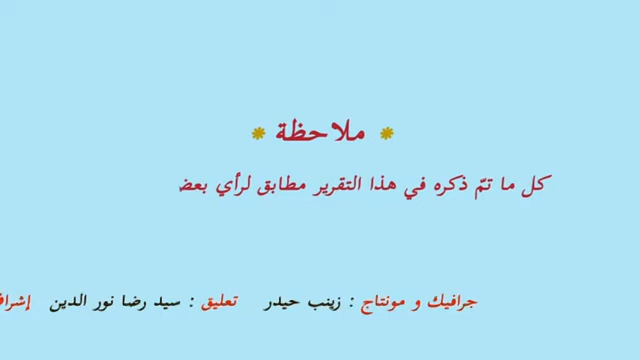 * ملاحظة *
كل ما تمّ ذكره في هذا التقرير مطابق لرأي بعض
جرافيك و مونتاج : زينب حيدر   تعليق : سيد رضا نور الدين